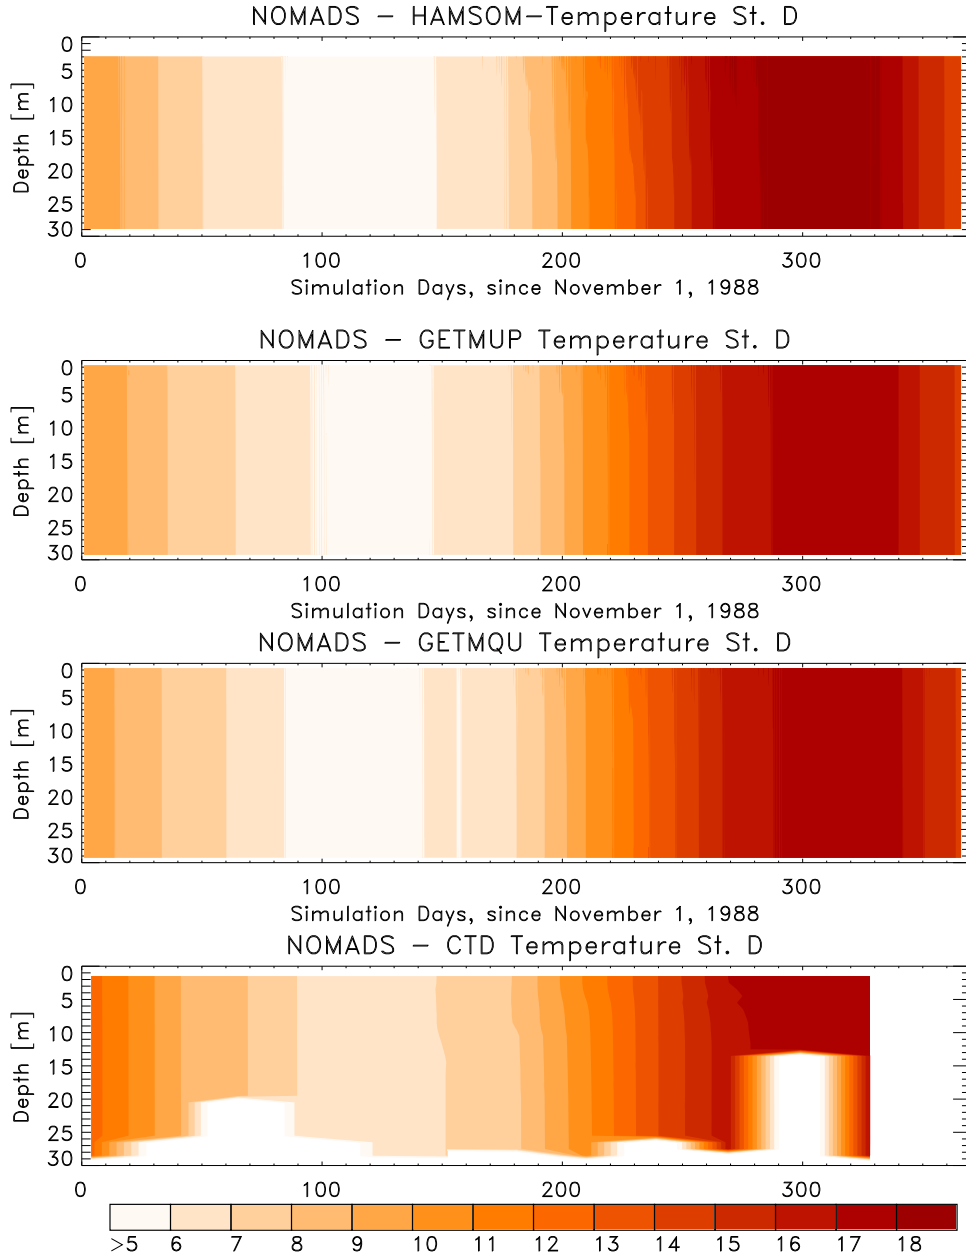 NOMADS - HAMSOM-Temperature St. D
0
5
10
15
20
25
30
Depth [m]
0 100 200 300
Simulation Days, since November 1, 1988
NOMADS - GETMUP Temperature St. D
0
5
10
15
20
25
30
Depth [m]
0 100 200 300
Simulation Days, since November 1, 1988
NOMADS - GETMQU Temperature St. D
0
5
10
15
20
25
30
Depth [m]
0 100 200 300
Simulation Days, since November 1, 1988
NOMADS - CTD Temperature St. D
0
5
10
15
20
25
30
Depth [m]
0 100 200 300
>5 6 7 8 9 10 11 12 13 14 15 16 17 18